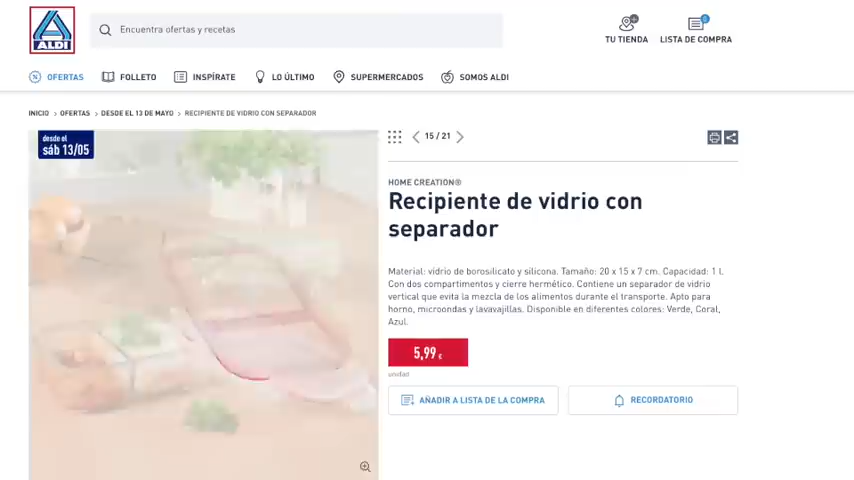 ALDI
Encuentra ofertas y recetas
TU TIENDA
LISTA DE COMPRA
OFERTAS
FOLLETO
INSPÍRATE
LO ÚLTIMO
SUPERMERCADOS
SOMOS ALDI
INICIO > OFERTAS > DESDE EL 13 DE MAYO > RECIPIENTE DE VIDRIO CON SEPARADOR
desde el
sáb 13/05
15 / 21
HOME CREATION®
Recipiente de vidrio con
separador
Material: vidrio de borosilicato y silicona. Tamaño: 20 x 15 x 7 cm. Capacidad: 1 l.
Con dos compartimentos y cierre hermético. Contiene un separador de vidrio
vertical que evita la mezcla de los alimentos durante el transporte. Apto para
horno, microondas y lavavajillas. Disponible en diferentes colores: Verde, Coral,
Azul.
5,99 €
unidad
AÑADIR A LISTA DE LA COMPRA
RECORDATORIO